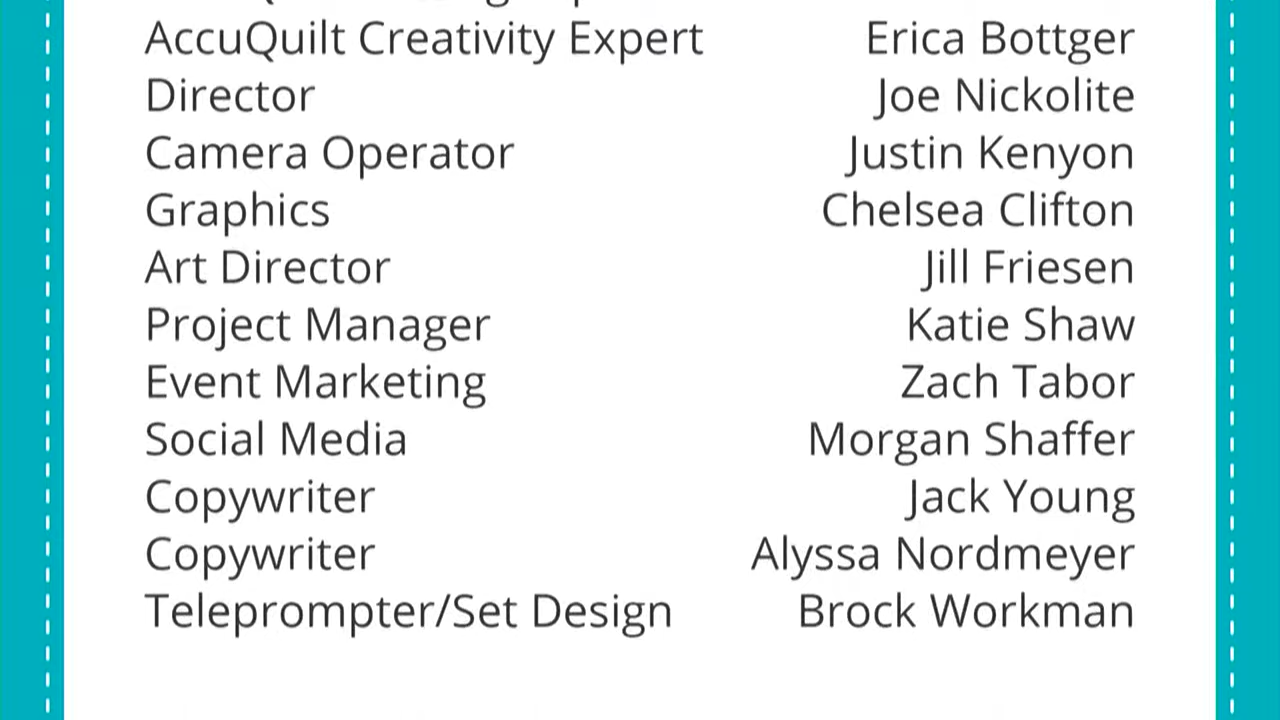 AccuQuilt Creativity Expert Erica Bottger
Director Joe Nickolite
Camera Operator Justin Kenyon
Graphics Chelsea Clifton
Art Director Jill Friesen
Project Manager Katie Shaw
Event Marketing Zach Tabor
Social Media Morgan Shaffer
Copywriter Jack Young
Copywriter Alyssa Nordmeyer
Teleprompter/Set Design Brock Workman